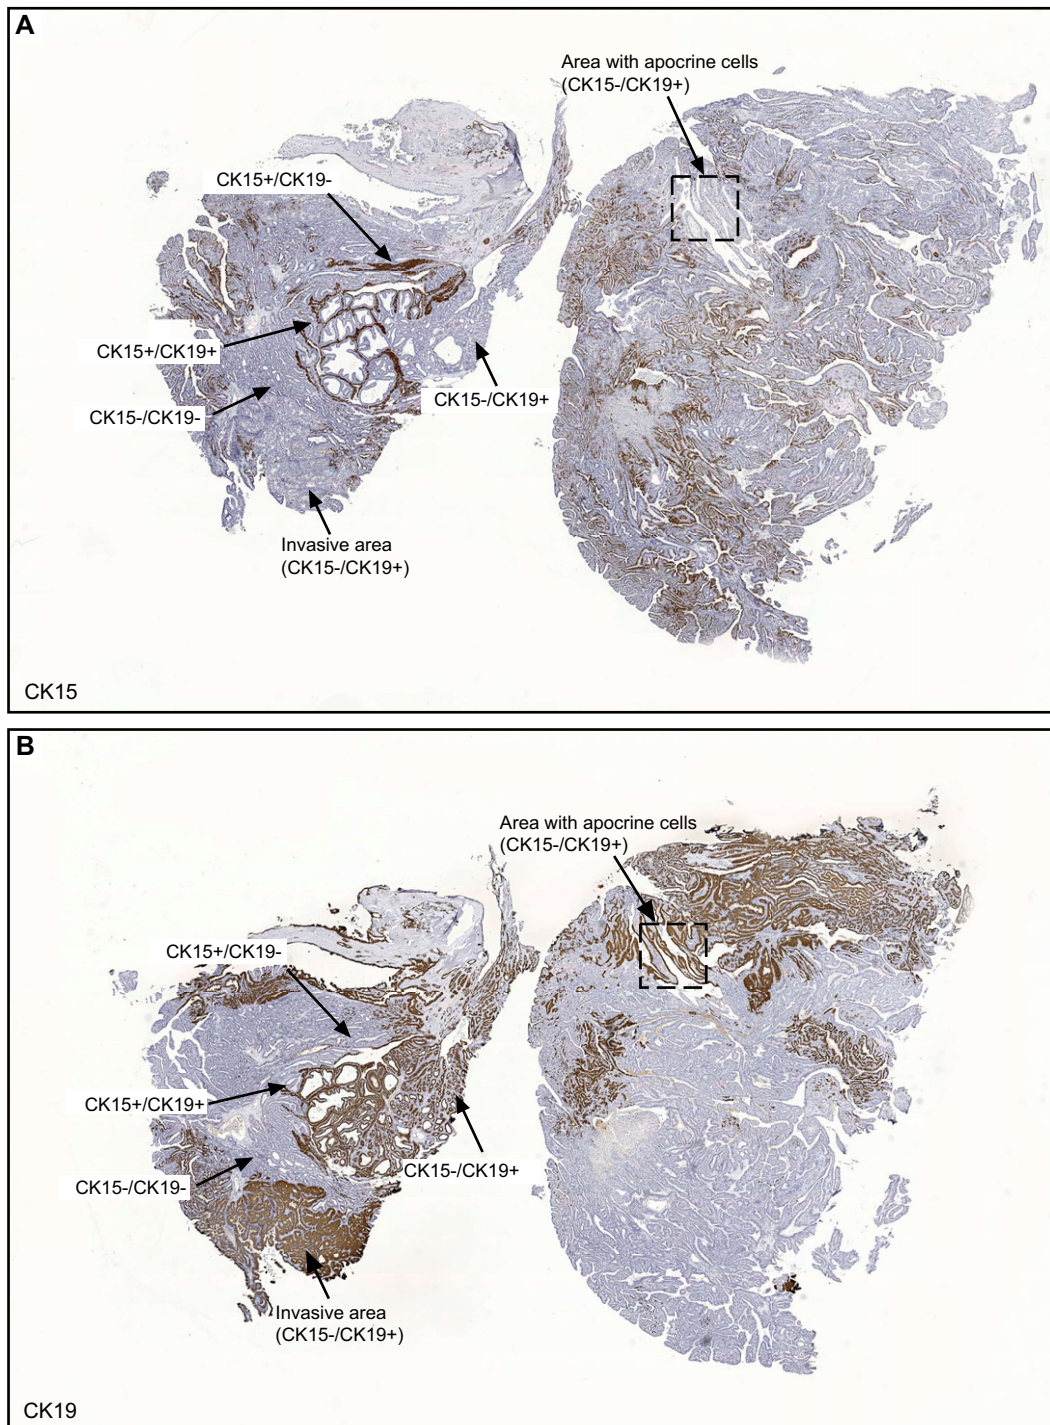 A
Area with apocrine cells
(CK15-/CK19+)
CK15+/CK19-
CK15+/CK19+
CK15-/CK19+
CK15-/CK19-
Invasive area
(CK15-/CK19+)
CK15
B
Area with apocrine cells
(CK15-/CK19+)
CK15+/CK19-
CK15+/CK19+
CK15-/CK19+
CK15-/CK19-
Invasive area
(CK15-/CK19+)
CK19